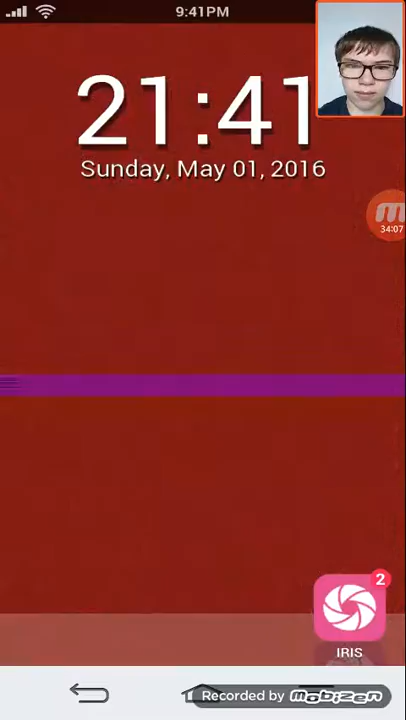 9:41PM
21:41
Sunday, May 01, 2016
34:07
2
IRIS
Recorded by mobizen